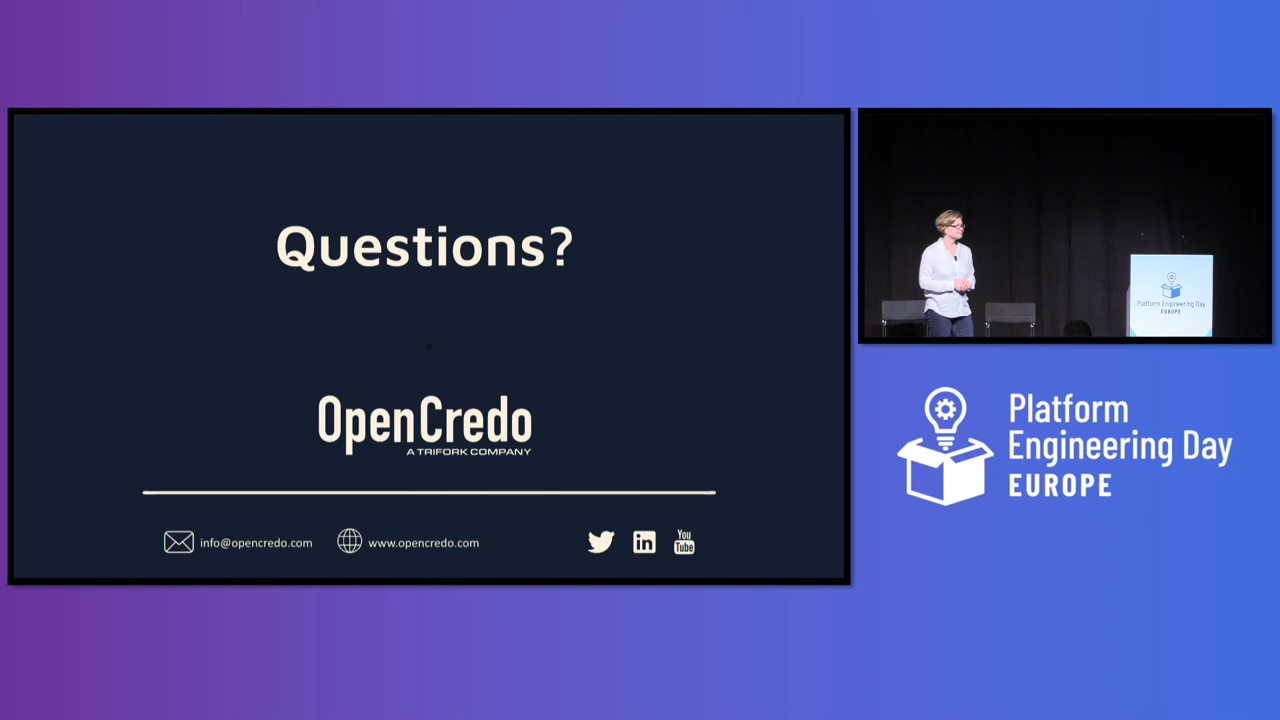 Questions?
=
OpenCredo
A TRIFORK COMPANY
info@opencredo.com
www.opencredo.com
in
You
Tube
Platform Engineering Day
EUROPE
Platform
Engineering Day
EUROPE